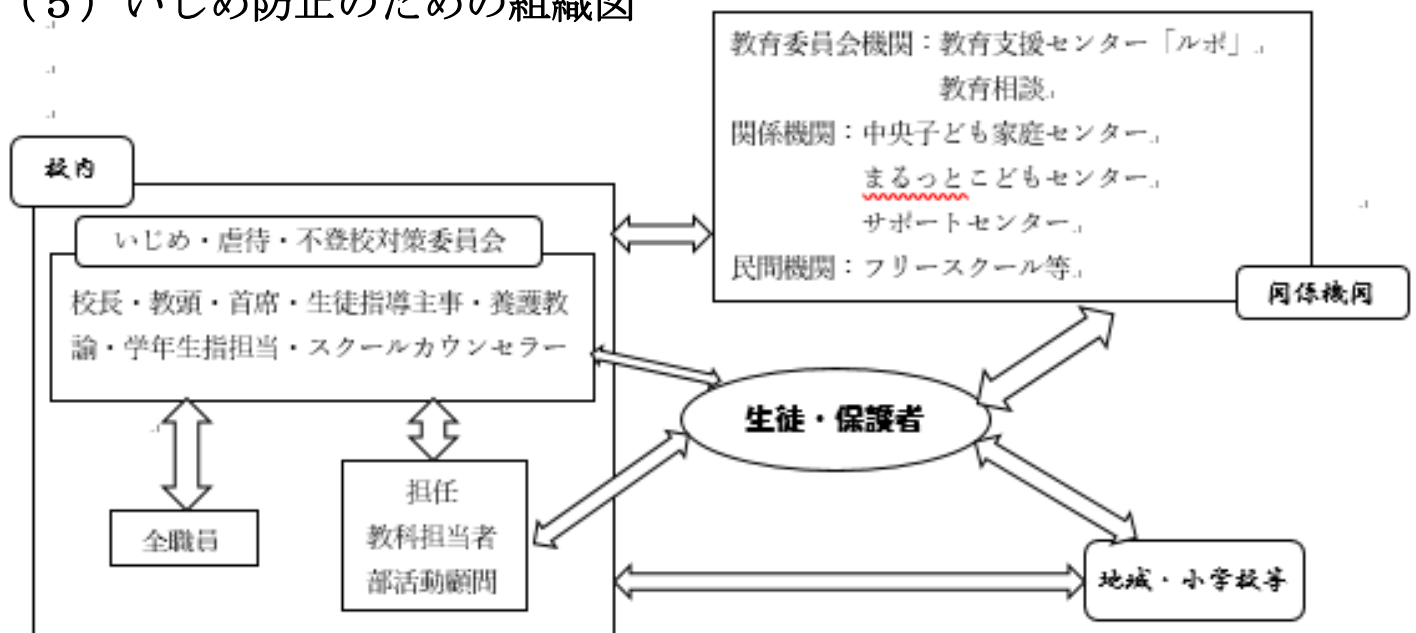 （５）いじめ防止のための組織図
教育委員会機関：教育支援センター「ルポ」
教育相談
関係機関：中央子ども家庭センター
まるっとこどもセンター
サポートセンター
民間機関：フリースクール等
関係機関
校内
いじめ・虐待・不登校対策委員会
校長・教頭・首席・生徒指導主事・養護教
諭・学年生指担当・スクールカウンセラー
生徒・保護者
担任
教科担当者
部活動顧問
全職員
地域・小学校等